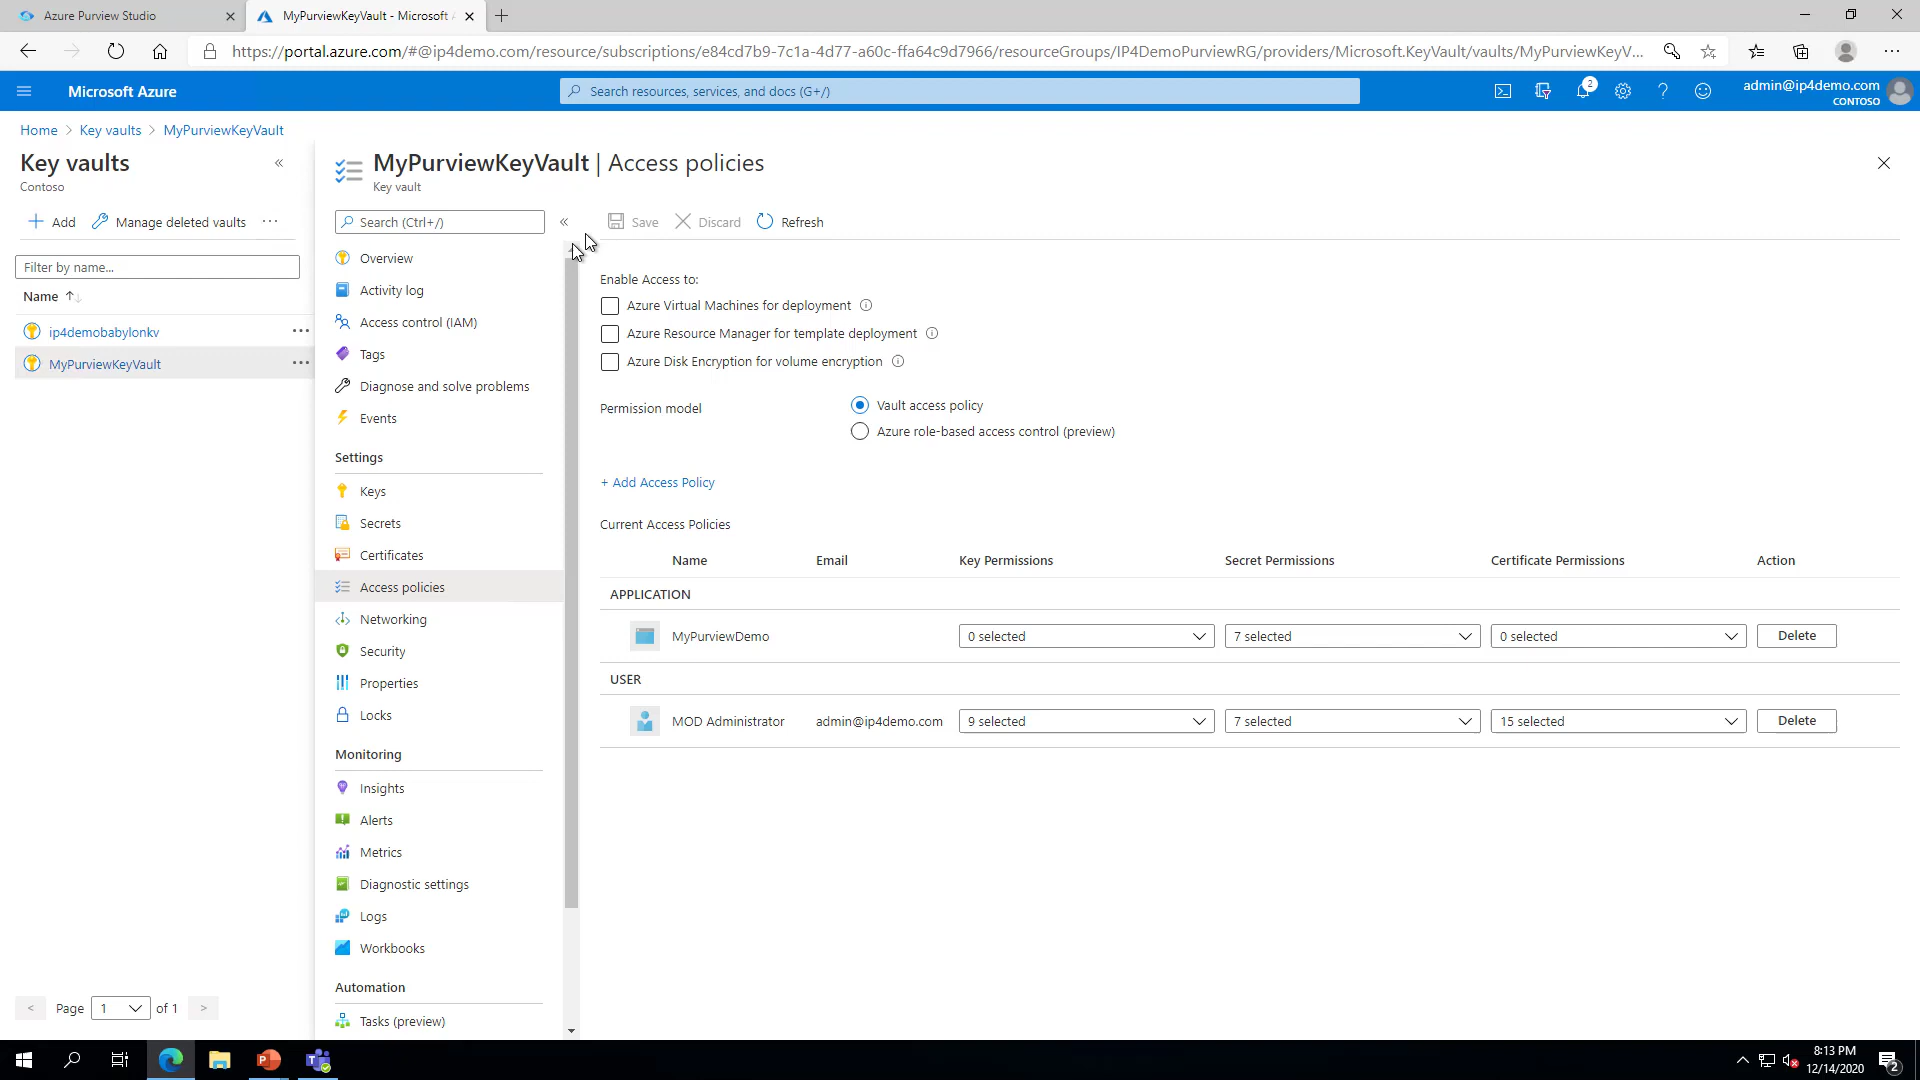 Azure Purview Studio
MyPurviewKeyVault - Microsoft A
https://portal.azure.com/#@ip4demo.com/resource/subscriptions/e84cd7b9-7c1a-4d77-a60c-ffa64c9d7966/resourceGroups/IP4DemoPurviewRG/providers/Microsoft.KeyVault/vaults/MyPurviewKeyV...
Microsoft Azure
Search resources, services, and docs (G+/)
2
admin@ip4demo.com
CONTOSO
Home > Key vaults > MyPurviewKeyVault
Key vaults
Contoso
+ Add
Manage deleted vaults
...
Filter by name...
Name
ip4demobabylonkv
...
MyPurviewKeyVault
...
< Page 1 of 1 >
MyPurviewKeyVault | Access policies
Key vault
Search (Ctrl+/)
«
Overview
Activity log
Access control (IAM)
Tags
Diagnose and solve problems
Events
Settings
Keys
Secrets
Certificates
Access policies
Networking
Security
Properties
Locks
Monitoring
Insights
Alerts
Metrics
Diagnostic settings
Logs
Workbooks
Automation
Tasks (preview)
Save
Discard
Refresh
Enable Access to:
Azure Virtual Machines for deployment
Azure Resource Manager for template deployment
Azure Disk Encryption for volume encryption
Permission model
Vault access policy
Azure role-based access control (preview)
+ Add Access Policy
Current Access Policies
Name Email Key Permissions Secret Permissions Certificate Permissions Action
APPLICATION
MyPurviewDemo 0 selected 7 selected 0 selected Delete
USER
MOD Administrator admin@ip4demo.com 9 selected 7 selected 15 selected Delete
8:13 PM
12/14/2020
2